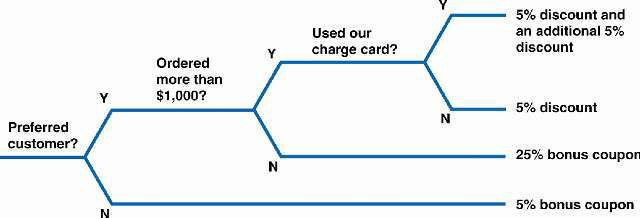 Preferred
customer?
Y
N
Ordered
more than
$1,000?
Y
N
Used our
charge card?
Y
N
5% discount and
an additional 5%
discount
5% discount
25% bonus coupon
5% bonus coupon